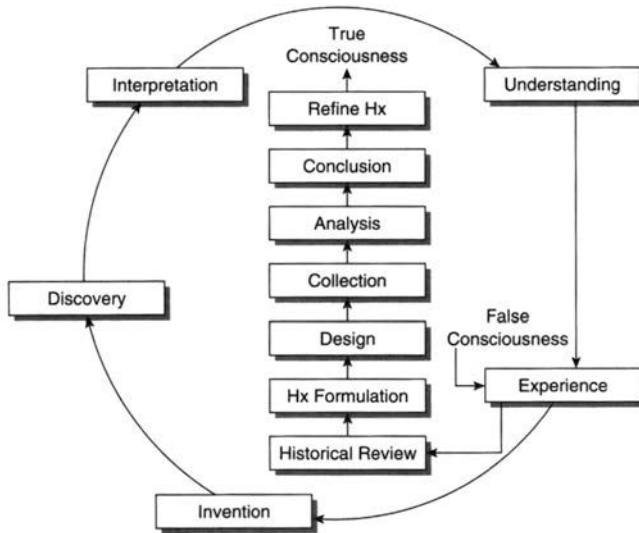 True
Consciousness
Interpretation
Understanding
Refine Hx
Conclusion
Analysis
Collection
Discovery
False
Consciousness
Design
Experience
Hx Formulation
Historical Review
Invention